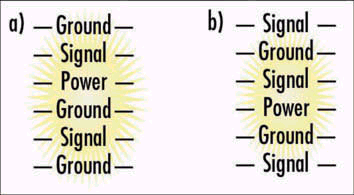 a)
— Ground —
— Signal —
— Power —
— Ground —
— Signal —
— Ground —
b)
— Signal —
— Ground —
— Signal —
— Power —
— Ground —
— Signal —